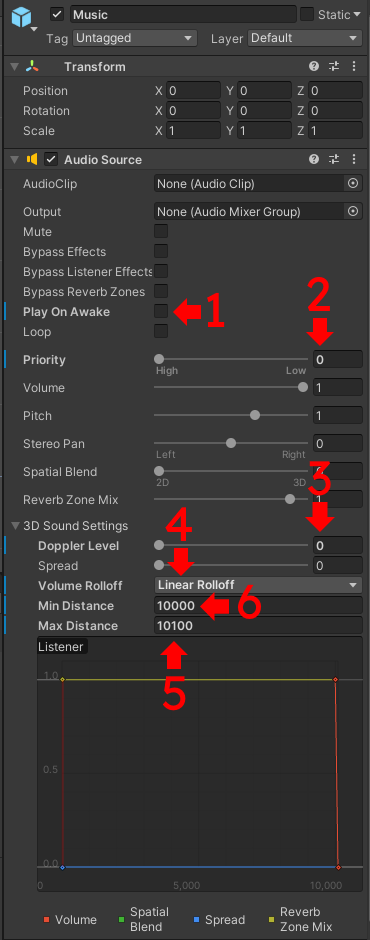 Music
Static
Tag Untagged Layer Default
Transform
Position X 0 Y 0 Z 0
Rotation X 0 Y 0 Z 0
Scale X 1 Y 1 Z 1
Audio Source
AudioClip None (Audio Clip)
Output None (Audio Mixer Group)
Mute
Bypass Effects
Bypass Listener Effects
Bypass Reverb Zones
Play On Awake 1
2
Loop
Priority 0
High Low
Volume 1
Pitch 1
Stereo Pan 0
Left Right
Spatial Blend
2D 3D
3
Reverb Zone Mix 1
3D Sound Settings
4
Doppler Level 0
Spread 0
Volume Rolloff Linear Rolloff
Min Distance 10000 6
Max Distance 10100
Listener
5
1.0
0.5
0.0
0 5,000 10,000
Volume
Spatial Blend
Spread
Reverb Zone Mix